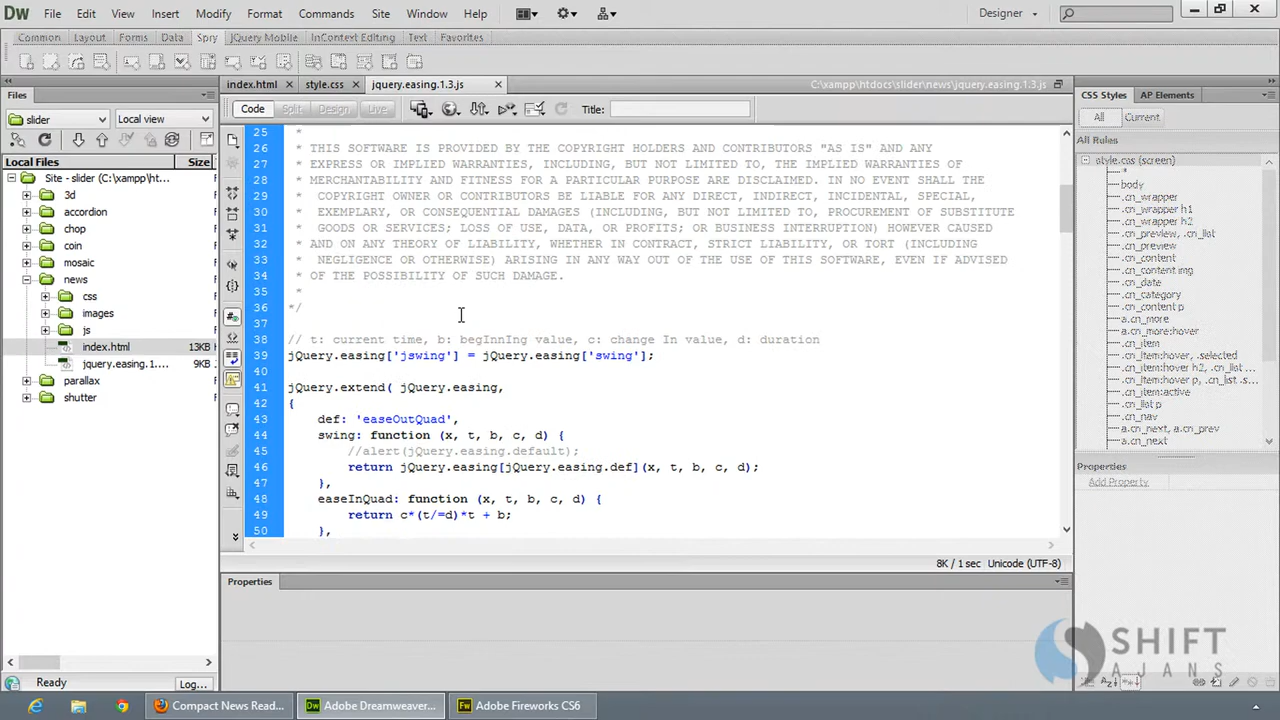 Dw File Edit View Insert Modify Format Commands Site Window Help Designer
Common Layout Forms Data Spry jQuery Mobile InContext Editing Text Favorites
Files
slider Local view
Local Files Size
Site - slider (C:\xampp\ht...
3d
accordion
chop
coin
mosaic
news
css
images
js
index.html 13KB
jquery.easing.1.... 9KB
parallax
shutter
Ready Log...
index.html style.css jquery.easing.1.3.js C:\xampp\htdocs\slider\news\jquery.easing.1.3.js
Code Split Design Live Title:
25 *
26 * THIS SOFTWARE IS PROVIDED BY THE COPYRIGHT HOLDERS AND CONTRIBUTORS "AS IS" AND ANY
27 * EXPRESS OR IMPLIED WARRANTIES, INCLUDING, BUT NOT LIMITED TO, THE IMPLIED WARRANTIES OF
28 * MERCHANTABILITY AND FITNESS FOR A PARTICULAR PURPOSE ARE DISCLAIMED. IN NO EVENT SHALL THE
29 * COPYRIGHT OWNER OR CONTRIBUTORS BE LIABLE FOR ANY DIRECT, INDIRECT, INCIDENTAL, SPECIAL,
30 * EXEMPLARY, OR CONSEQUENTIAL DAMAGES (INCLUDING, BUT NOT LIMITED TO, PROCUREMENT OF SUBSTITUTE
31 * GOODS OR SERVICES; LOSS OF USE, DATA, OR PROFITS; OR BUSINESS INTERRUPTION) HOWEVER CAUSED
32 * AND ON ANY THEORY OF LIABILITY, WHETHER IN CONTRACT, STRICT LIABILITY, OR TORT (INCLUDING
33 * NEGLIGENCE OR OTHERWISE) ARISING IN ANY WAY OUT OF THE USE OF THIS SOFTWARE, EVEN IF ADVISED
34 * OF THE POSSIBILITY OF SUCH DAMAGE.
35 *
36 */
37
38 // t: current time, b: begInnIng value, c: change In value, d: duration
39 jQuery.easing['jswing'] = jQuery.easing['swing'];
40
41 jQuery.extend( jQuery.easing,
42 {
43 def: 'easeOutQuad',
44 swing: function (x, t, b, c, d) {
45 //alert(jQuery.easing.default);
46 return jQuery.easing[jQuery.easing.def](x, t, b, c, d);
47 },
48 easeInQuad: function (x, t, b, c, d) {
49 return c*(t/=d)*t + b;
50 },
8K / 1 sec Unicode (UTF-8)
Properties
CSS Styles AP Elements
All Current
All Rules
style.css (screen)
*
body
.cn_wrapper
.cn_wrapper h1
.cn_wrapper h2
.cn_preview, .cn_list
.cn_preview
.cn_content
.cn_content img
.cn_date
.cn_category
a.cn_more
a.cn_more:hover
.cn_item
.cn_item:hover, .selected
.cn_item:hover h2, .cn_list ...
.cn_item:hover p, .cn_list .s...
.cn_item:active
.cn_list p
.cn_nav
a.cn_next, a.cn_prev
a.cn_next
Properties
Add Property
SHIFT
AJANS
Compact News Read... Adobe Dreamweaver... Fw Adobe Fireworks CS6